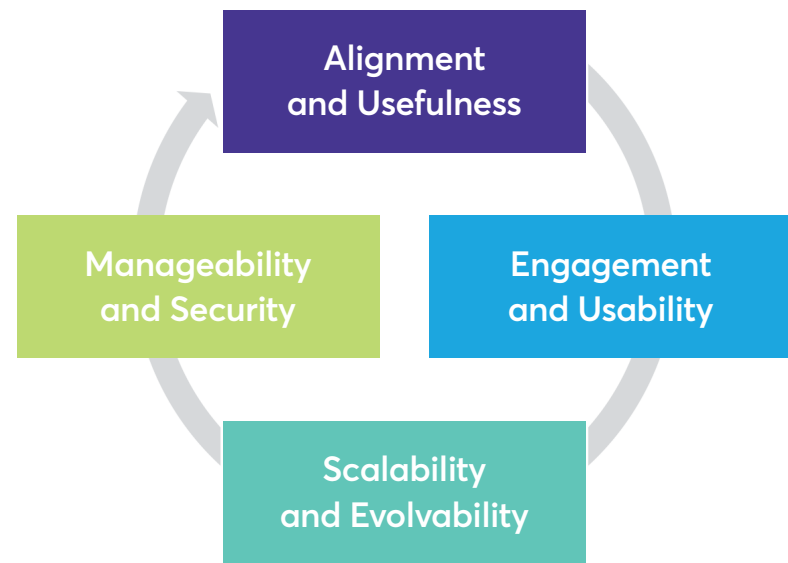 Alignment
and Usefulness
Engagement
and Usability
Scalability
and Evolvability
Manageability
and Security